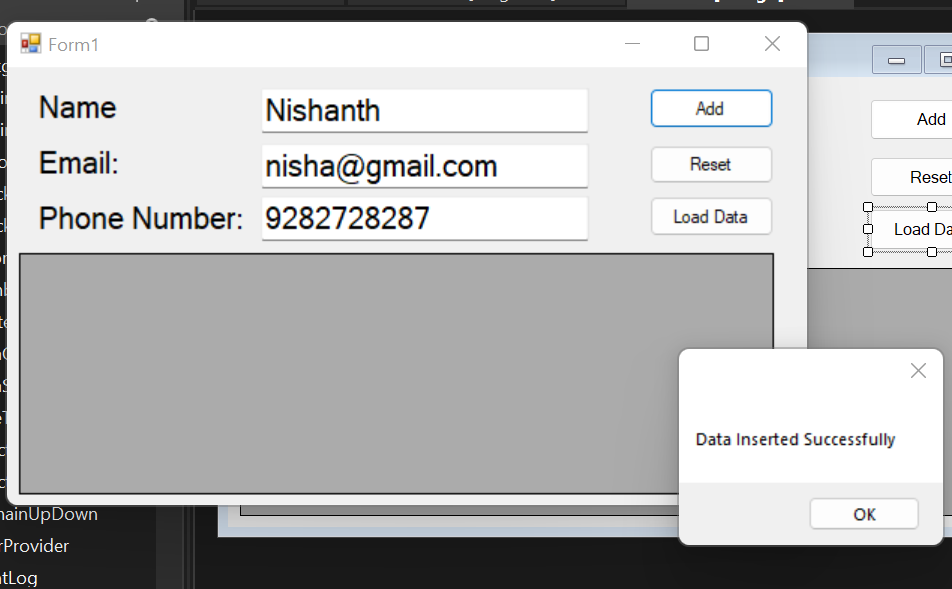 Form1
Name
Nishanth
Add
Email:
nisha@gmail.com
Reset
Phone Number:
9282728287
Load Data
Data Inserted Successfully
OK
Add
Reset
Load Da
nainUpDown
rProvider
ntLog